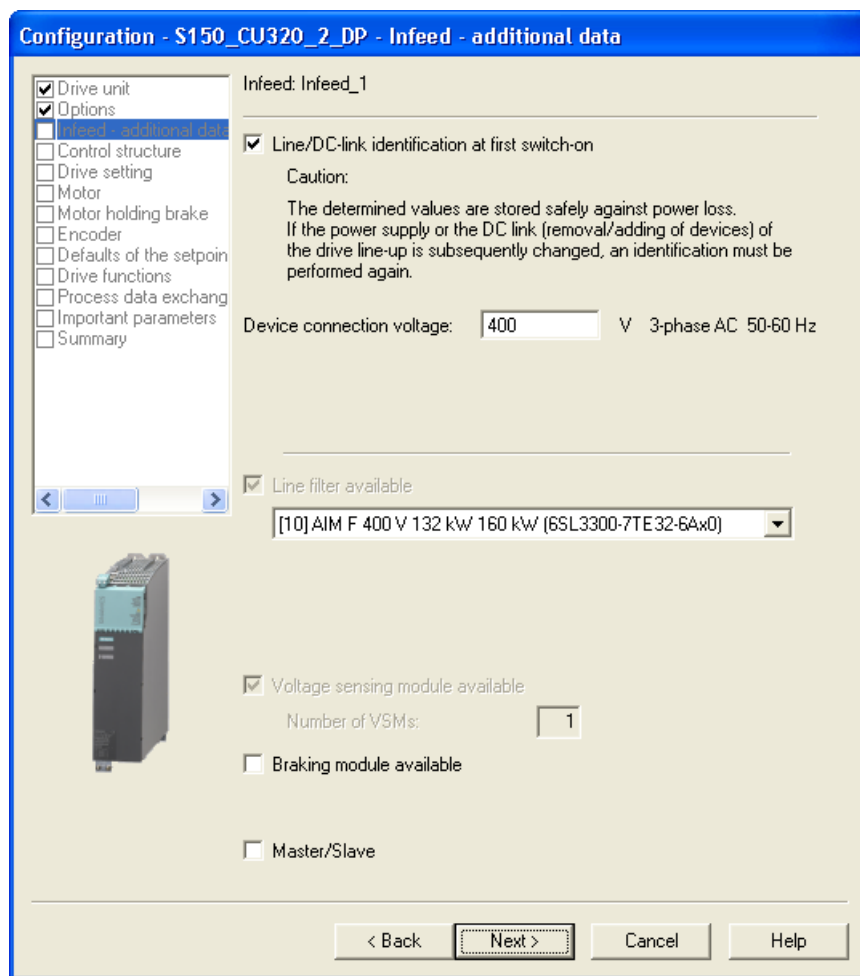 Configuration - S150_CU320_2_DP - Infeed - additional data
Drive unit
Options
Infeed - additional data
Control structure
Drive setting
Motor
Motor holding brake
Encoder
Defaults of the setpoin
Drive functions
Process data exchang
Important parameters
Summary
Infeed: Infeed_1
Line/DC-link identification at first switch-on
Caution:
The determined values are stored safely against power loss.
If the power supply or the DC link (removal/adding of devices) of
the drive line-up is subsequently changed, an identification must be
performed again.
Device connection voltage: 400 V 3-phase AC 50-60 Hz
Line filter available
[10] AIM F 400 V 132 kW 160 kW (6SL3300-7TE32-6Ax0)
Voltage sensing module available
Number of VSMs: 1
Braking module available
Master/Slave
< Back Next > Cancel Help